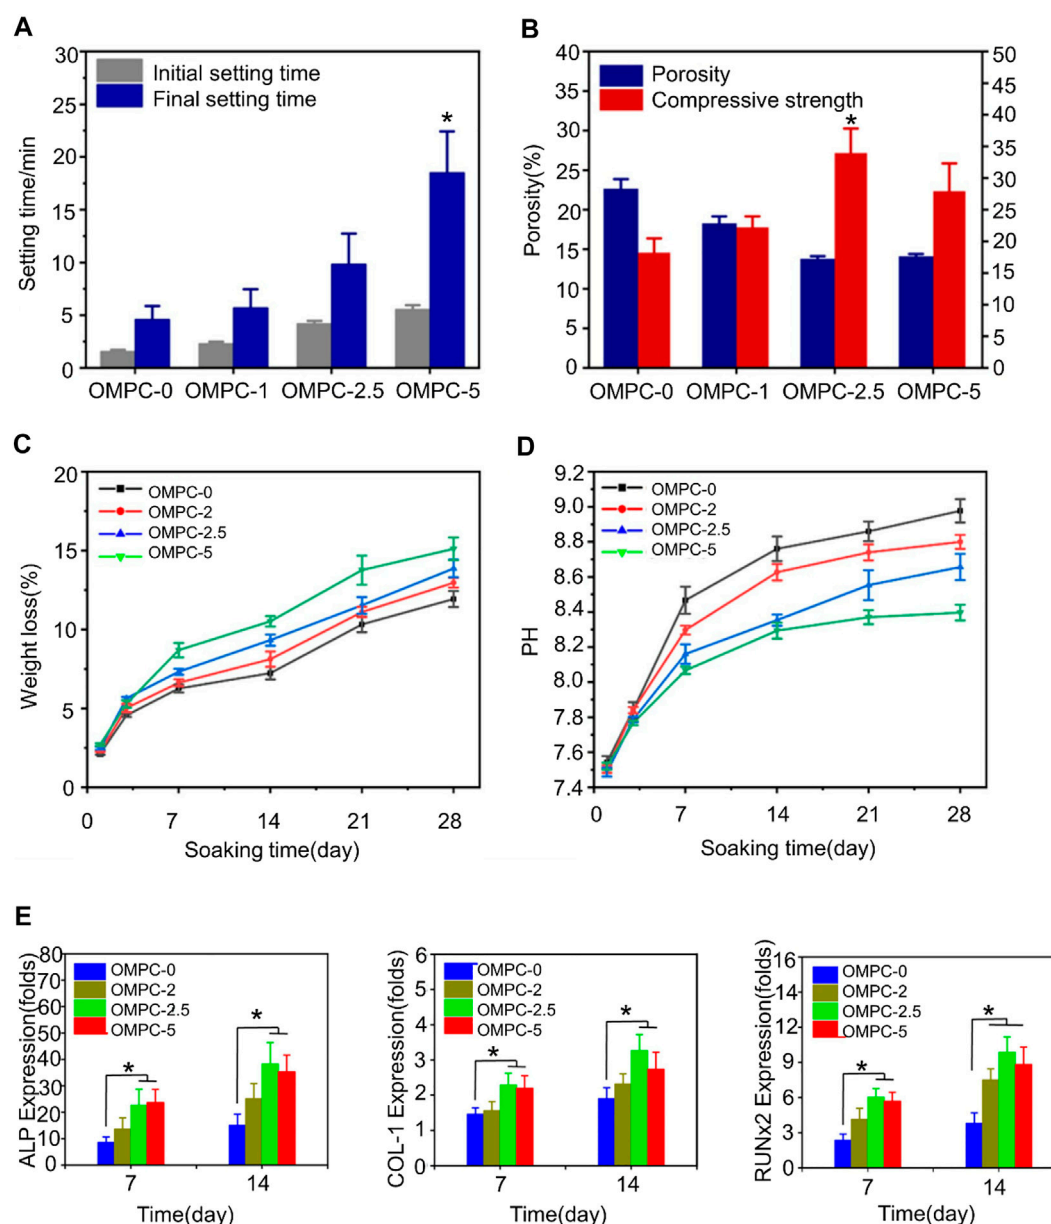 A
30
25
20
15
10
5
0
Setting time/min
Initial setting time
Final setting time
*
OMPC-0 OMPC-1 OMPC-2.5 OMPC-5
B
40
35
30
25
20
15
10
5
0
Porosity(%)
Porosity
Compressive strength
*
50
40
30
20
10
0
OMPC-0 OMPC-1 OMPC-2.5 OMPC-5
C
20
15
10
5
0
Weight loss(%)
OMPC-0
OMPC-2
OMPC-2.5
OMPC-5
0 7 14 21 28
Soaking time(day)
D
9.2
9.0
8.8
8.6
8.4
8.2
8.0
7.8
7.6
7.4
PH
OMPC-0
OMPC-2
OMPC-2.5
OMPC-5
0 7 14 21 28
Soaking time(day)
E
80
70
60
50
40
30
20
10
0
ALP Expression(folds)
OMPC-0
OMPC-2
OMPC-2.5
OMPC-5
*
*
7 14
Time(day)
6
5
4
3
2
1
0
COL-1 Expression(folds)
OMPC-0
OMPC-2
OMPC-2.5
OMPC-5
*
*
7 14
Time(day)
16
14
12
9
6
3
0
RUNx2 Expression(folds)
OMPC-0
OMPC-2
OMPC-2.5
OMPC-5
*
*
7 14
Time(day)